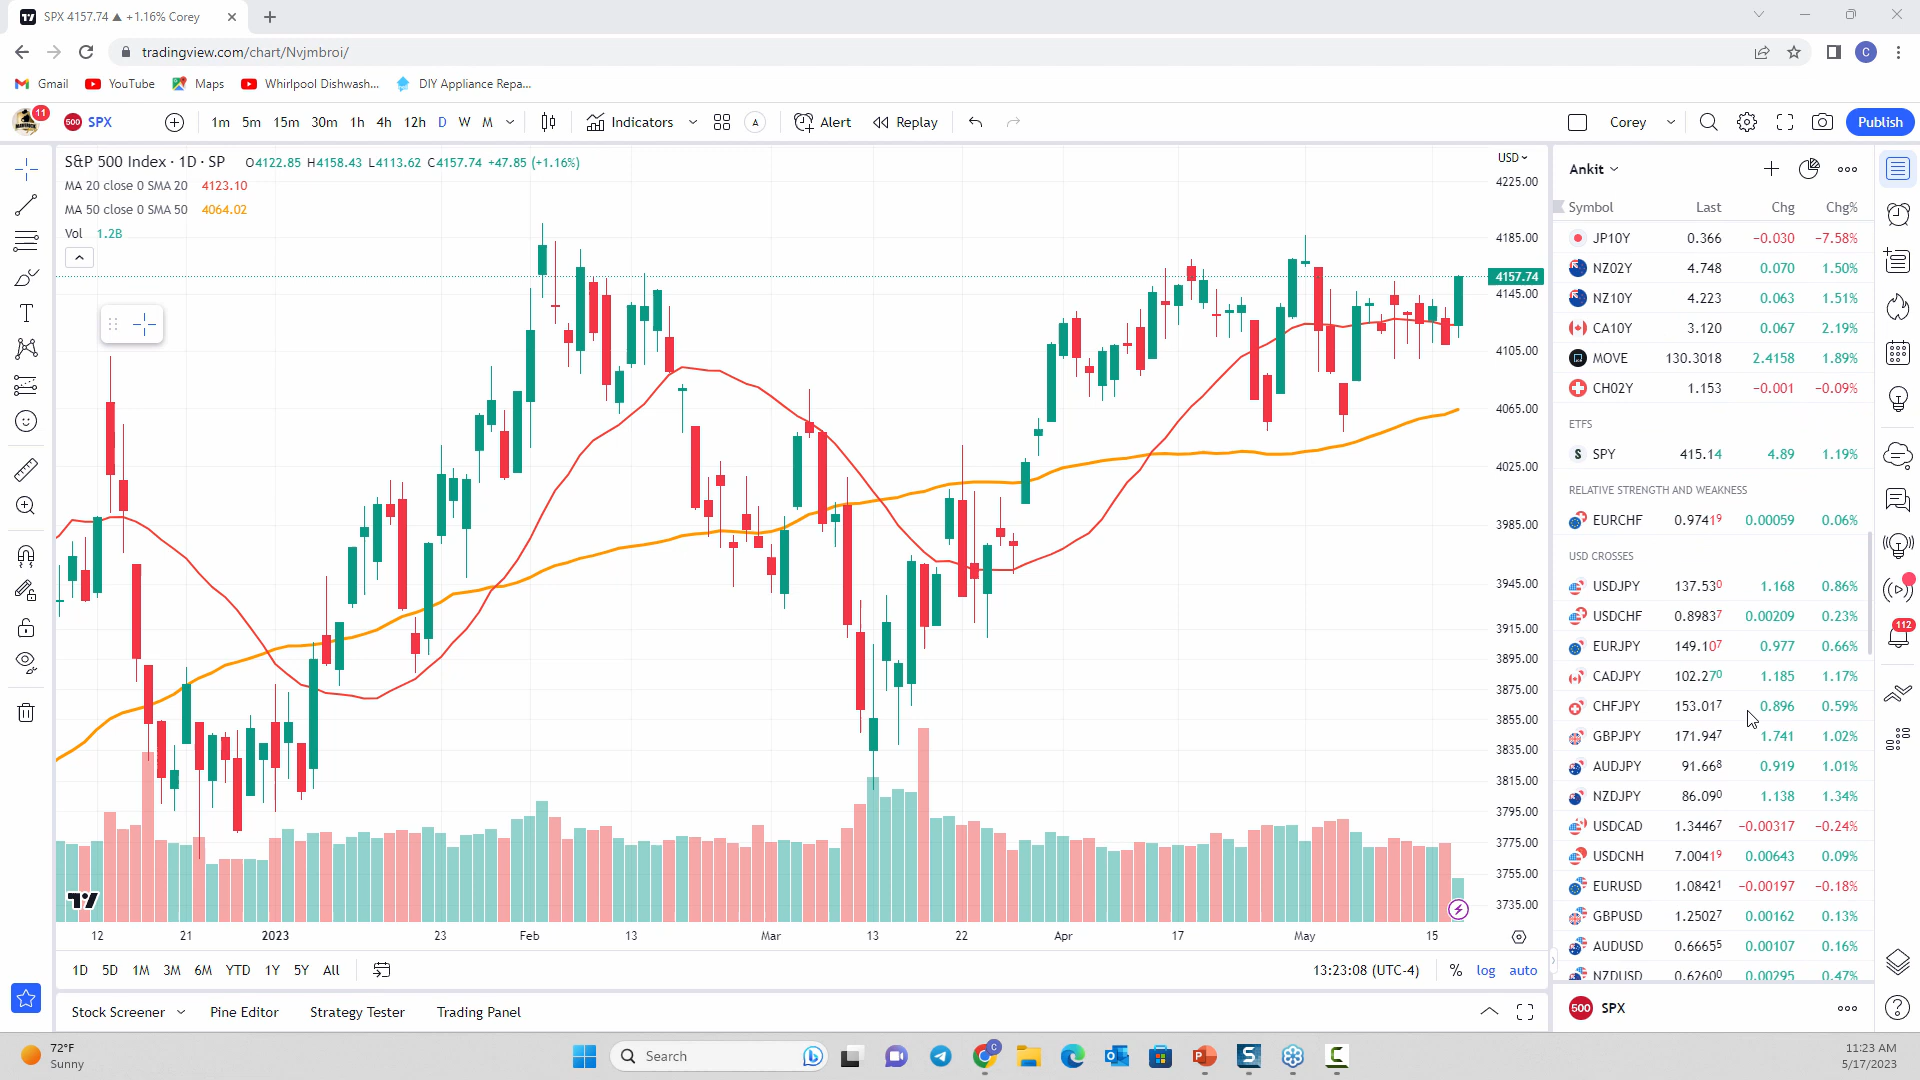 SPX 4157.74 ▲ +1.16% Corey
tradingview.com/chart/Nvjmbroi/
C
Gmail
YouTube
Maps
Whirlpool Dishwash...
DIY Appliance Repa...
11
500 SPX
1m 5m 15m 30m 1h 4h 12h D W M
Indicators
A
Alert
Replay
Corey
Publish
S&P 500 Index · 1D · SP O4122.85 H4158.43 L4113.62 C4157.74 +47.85 (+1.16%)
MA 20 close 0 SMA 20 4123.10
MA 50 close 0 SMA 50 4064.02
Vol 1.2B
USD
4225.00
4185.00
4157.74
4145.00
4105.00
4065.00
4025.00
3985.00
3945.00
3915.00
3895.00
3875.00
3855.00
3835.00
3815.00
3795.00
3775.00
3755.00
3735.00
12 21 2023 23 Feb 13 Mar 13 22 Apr 17 May 15
1D 5D 1M 3M 6M YTD 1Y 5Y All
13:23:08 (UTC-4) % log auto
Stock Screener Pine Editor Strategy Tester Trading Panel
Ankit
Symbol Last Chg Chg%
JP10Y 0.366 −0.030 −7.58%
NZ02Y 4.748 0.070 1.50%
NZ10Y 4.223 0.063 1.51%
CA10Y 3.120 0.067 2.19%
MOVE 130.3018 2.4158 1.89%
CH02Y 1.153 −0.001 −0.09%
ETFS
S SPY 415.14 4.89 1.19%
RELATIVE STRENGTH AND WEAKNESS
EURCHF 0.97419 0.00059 0.06%
USD CROSSES
USDJPY 137.530 1.168 0.86%
USDCHF 0.89837 0.00209 0.23%
EURJPY 149.107 0.977 0.66%
CADJPY 102.270 1.185 1.17%
CHFJPY 153.017 0.896 0.59%
GBPJPY 171.947 1.741 1.02%
AUDJPY 91.668 0.919 1.01%
NZDJPY 86.090 1.138 1.34%
USDCAD 1.34467 −0.00317 −0.24%
USDCNH 7.00419 0.00643 0.09%
EURUSD 1.08421 −0.00197 −0.18%
GBPUSD 1.25027 0.00162 0.13%
AUDUSD 0.66655 0.00107 0.16%
NZDUSD 0.62600 0.00295 0.47%
500 SPX
112
72°F
Sunny
Search
11:23 AM
5/17/2023